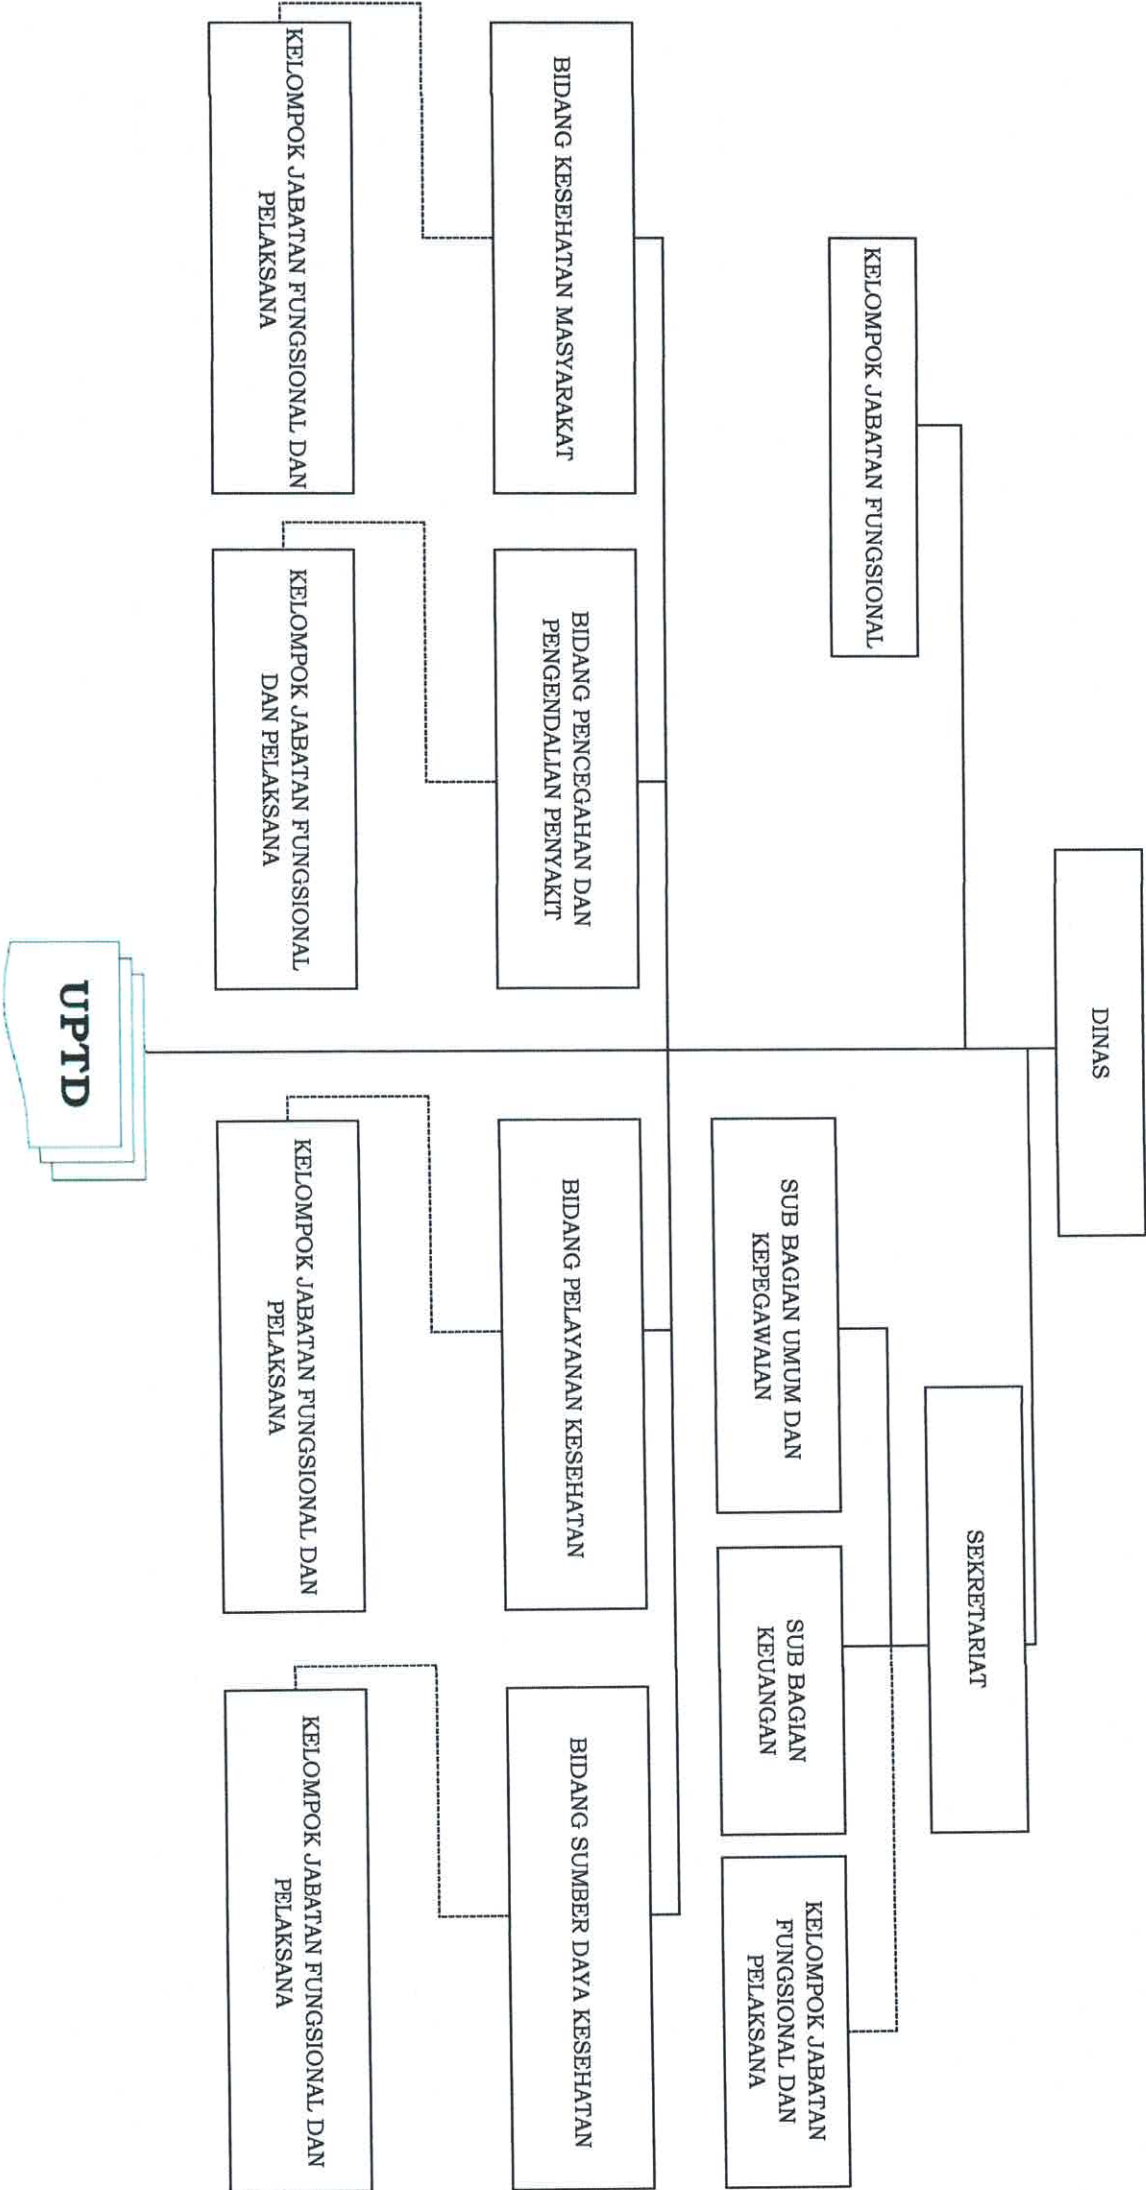 DINAS
KELOMPOK JABATAN FUNGSIONAL
SEKRETARIAT
SUB BAGIAN UMUM DAN
KEPEGAWAIAN
SUB BAGIAN
KEUANGAN
KELOMPOK JABATAN
FUNGSIONAL DAN
PELAKSANA
BIDANG KESEHATAN MASYARAKAT
BIDANG PENCEGAHAN DAN
PENGENDALIAN PENYAKIT
BIDANG PELAYANAN KESEHATAN
BIDANG SUMBER DAYA KESEHATAN
KELOMPOK JABATAN FUNGSIONAL DAN
PELAKSANA
KELOMPOK JABATAN FUNGSIONAL
DAN PELAKSANA
KELOMPOK JABATAN FUNGSIONAL DAN
PELAKSANA
KELOMPOK JABATAN FUNGSIONAL DAN
PELAKSANA
UPTD